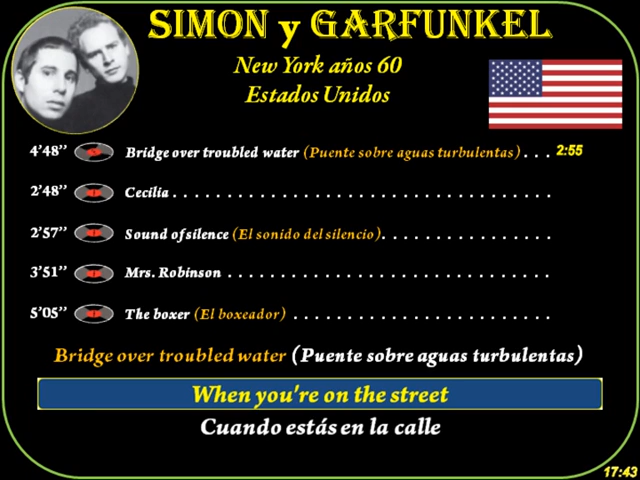 SIMON y GARFUNKEL
New York años 60
Estados Unidos
4’48’’ Bridge over troubled water (Puente sobre aguas turbulentas) . . . 2:55
2’48’’ Cecilia . . . . . . . . . . . . . . . . . . . . . . . . . . . . . . . . . . .
2’57’’ Sound of silence (El sonido del silencio). . . . . . . . . . . . . . . .
3’51’’ Mrs. Robinson . . . . . . . . . . . . . . . . . . . . . . . . . . . . . .
5’05’’ The boxer (El boxeador) . . . . . . . . . . . . . . . . . . . . . . . .
Bridge over troubled water (Puente sobre aguas turbulentas)
When you're on the street
Cuando estás en la calle
17:43